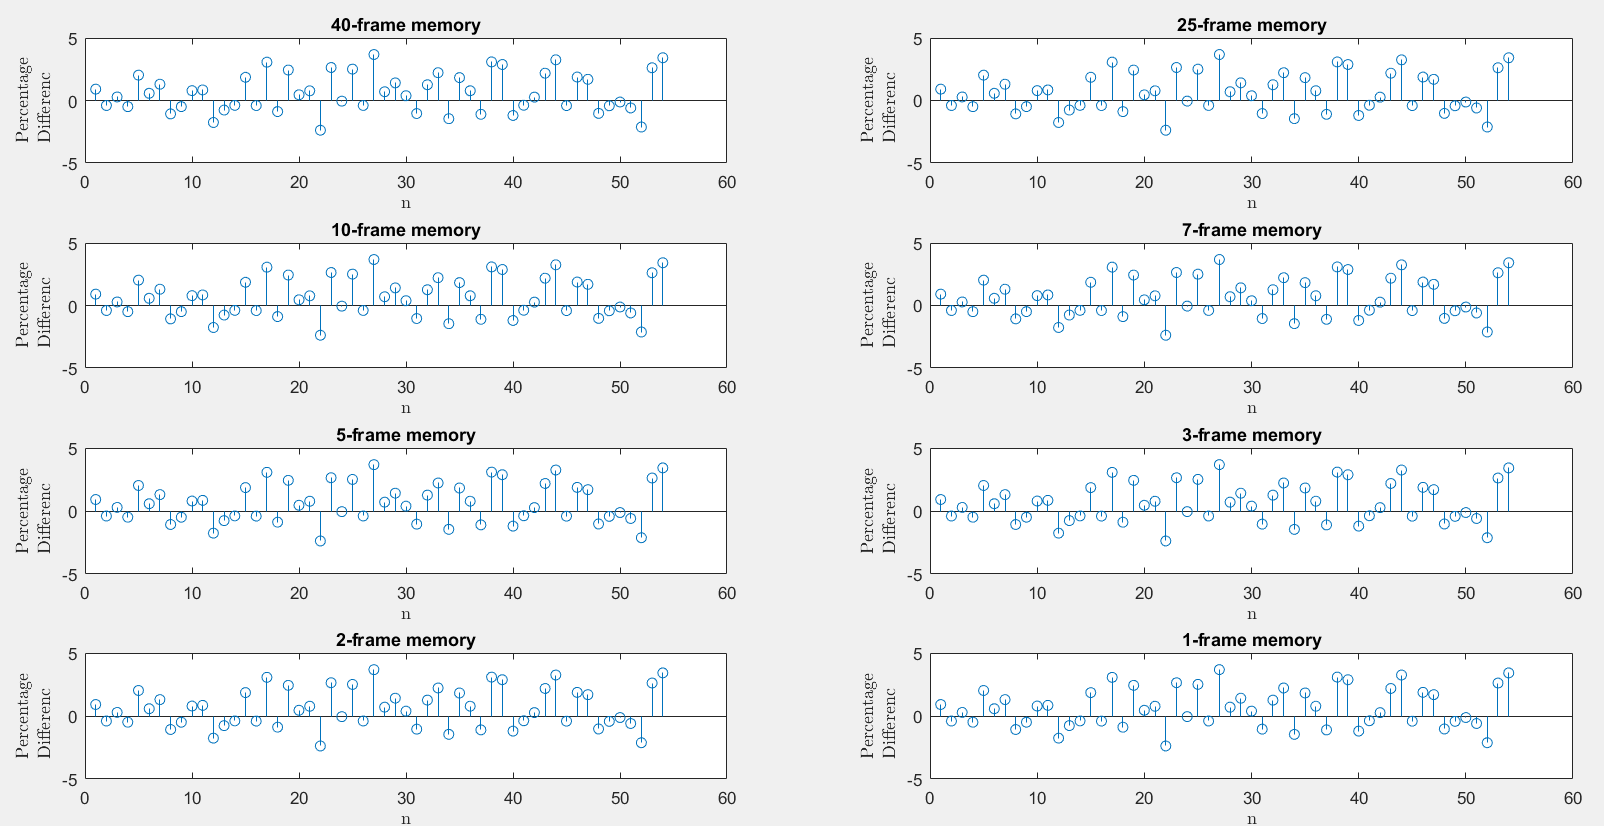 40-frame memory
25-frame memory
5
0
-5
Percentage
Differenc
0 10 20 30 40 50 60
n
5
0
-5
Percentage
Differenc
0 10 20 30 40 50 60
n
10-frame memory
7-frame memory
5
0
-5
Percentage
Differenc
0 10 20 30 40 50 60
n
5
0
-5
Percentage
Differenc
0 10 20 30 40 50 60
n
5-frame memory
3-frame memory
5
0
-5
Percentage
Differenc
0 10 20 30 40 50 60
n
5
0
-5
Percentage
Differenc
0 10 20 30 40 50 60
n
2-frame memory
1-frame memory
5
0
-5
Percentage
Differenc
0 10 20 30 40 50 60
n
5
0
-5
Percentage
Differenc
0 10 20 30 40 50 60
n